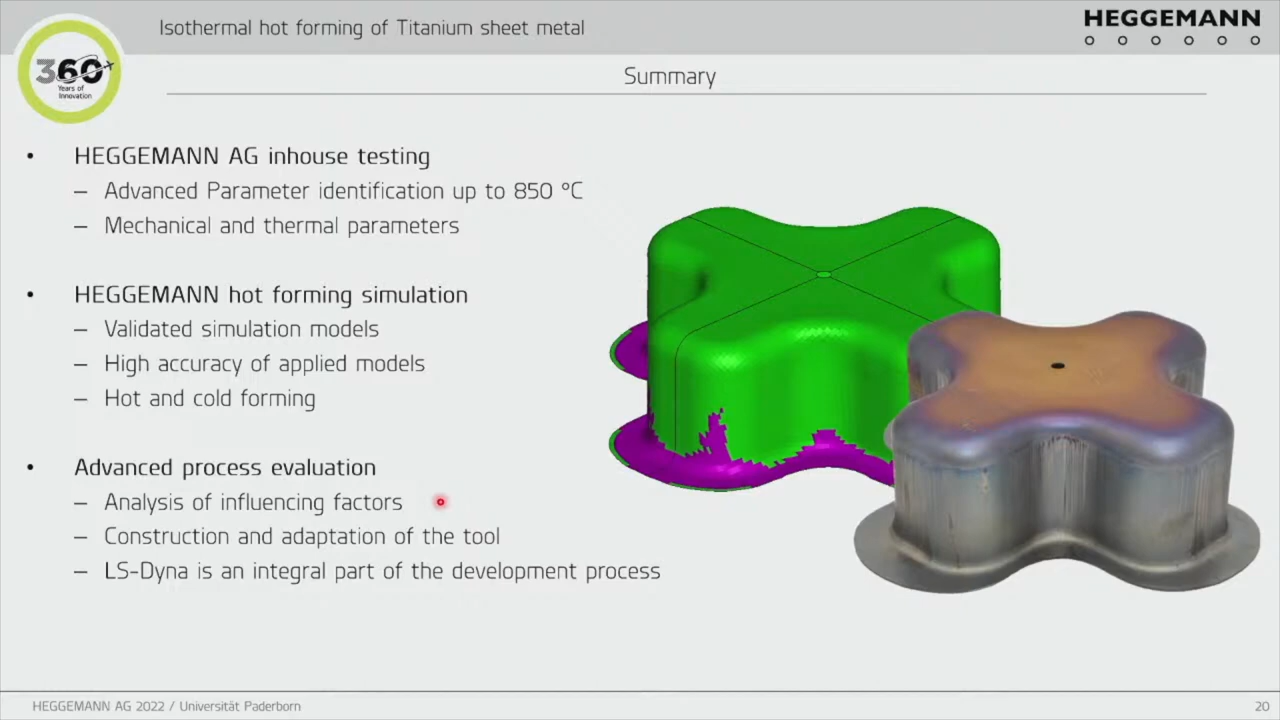 Isothermal hot forming of Titanium sheet metal
HEGGEMANN
360
Years of
Innovation
Summary
• HEGGEMANN AG inhouse testing
– Advanced Parameter identification up to 850 °C
– Mechanical and thermal parameters
• HEGGEMANN hot forming simulation
– Validated simulation models
– High accuracy of applied models
– Hot and cold forming
• Advanced process evaluation
– Analysis of influencing factors
– Construction and adaptation of the tool
– LS-Dyna is an integral part of the development process
HEGGEMANN AG 2022 / Universität Paderborn
20